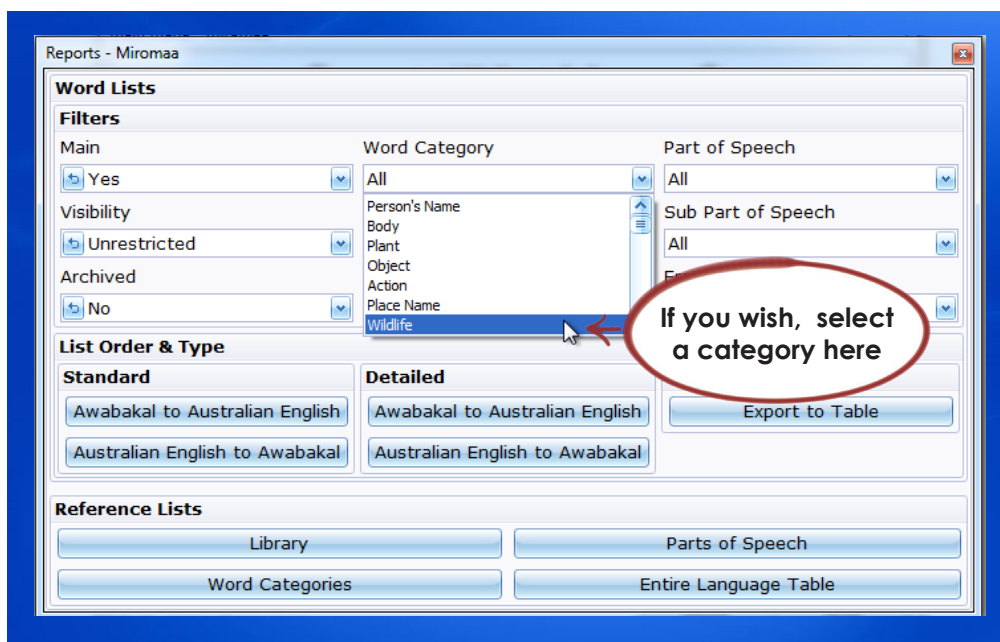 Reports - Miromaa
Word Lists
Filters
Main
Word Category
Part of Speech
Yes
All
All
Visibility
Person's Name
Sub Part of Speech
Body
Unrestricted
Plant
All
Archived
Object
Action
No
Place Name
Wildlife
If you wish, select
a category here
List Order & Type
Standard
Detailed
Awabakal to Australian English
Awabakal to Australian English
Export to Table
Australian English to Awabakal
Australian English to Awabakal
Reference Lists
Library
Parts of Speech
Word Categories
Entire Language Table